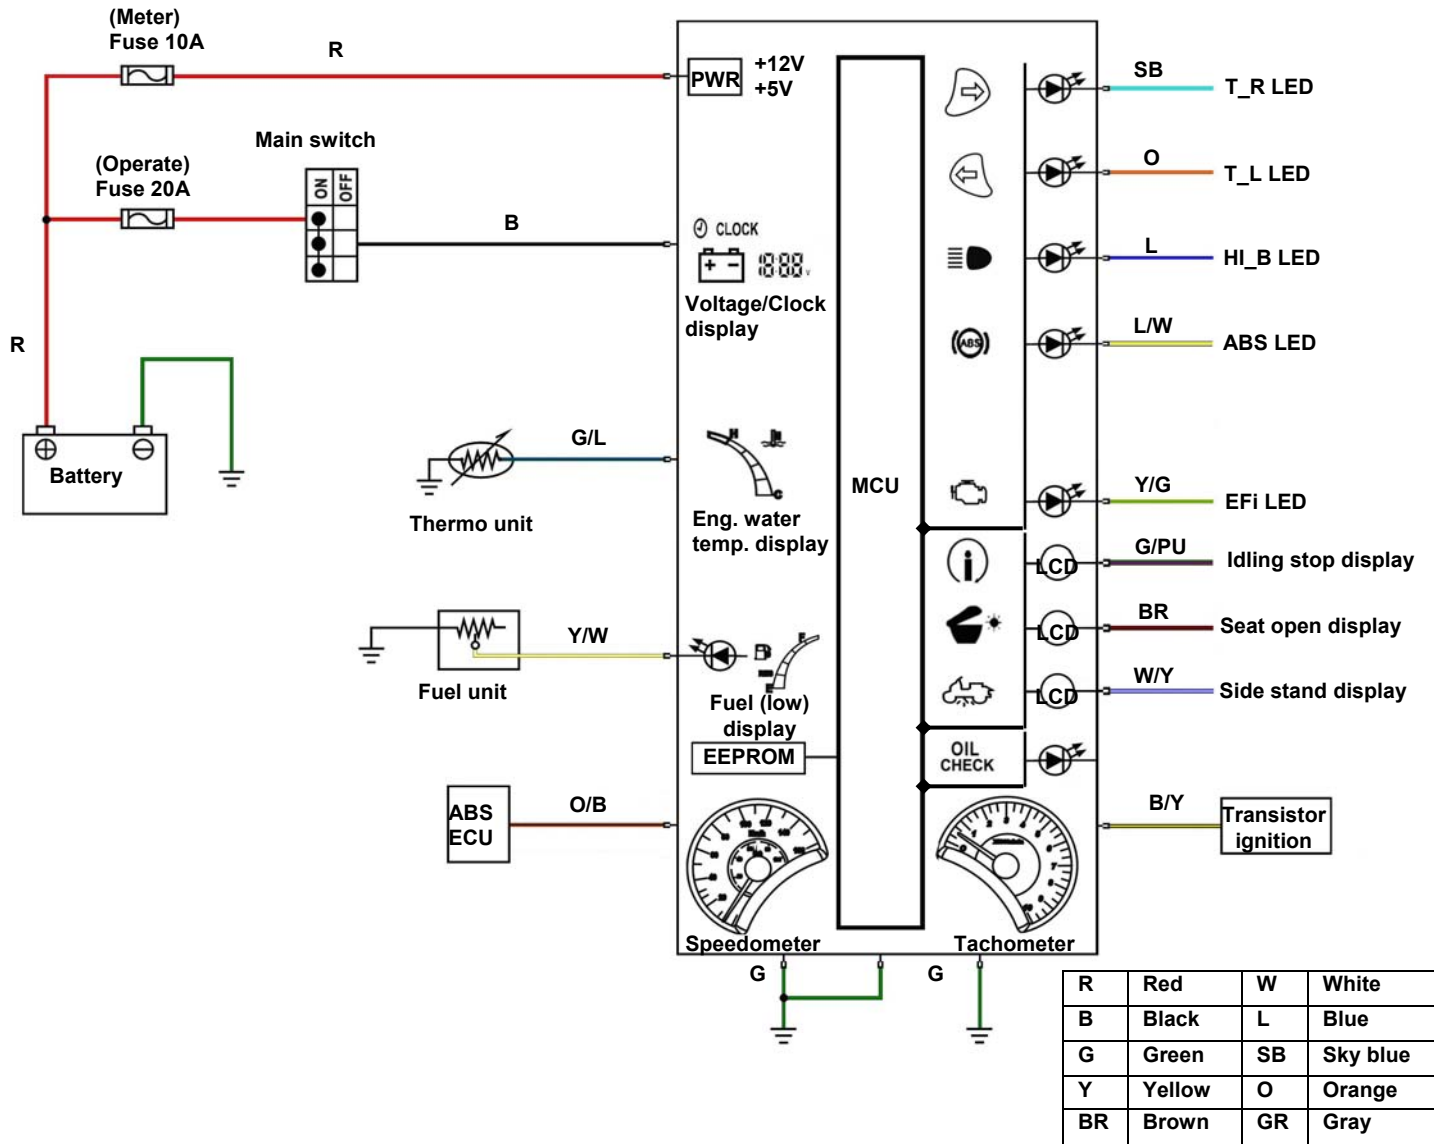 (Meter)
Fuse 10A
R
PWR
+12V
+5V
SB
T_R LED
Main switch
(Operate)
Fuse 20A
ON
OFF
O
T_L LED
B
CLOCK
Voltage/Clock
display
L
HI_B LED
R
L/W
ABS
ABS LED
Battery
G/L
H
C
Thermo unit
Eng. water
temp. display
MCU
Y/G
EFi LED
G/PU
LCD
Idling stop display
Y/W
F
E
Fuel unit
Fuel (low)
display
BR
LCD
Seat open display
W/Y
LCD
Side stand display
EEPROM
OIL
CHECK
ABS
ECU
O/B
B/Y
Transistor
ignition
Speedometer
Tachometer
G
G
R Red W White
B Black L Blue
G Green SB Sky blue
Y Yellow O Orange
BR Brown GR Gray